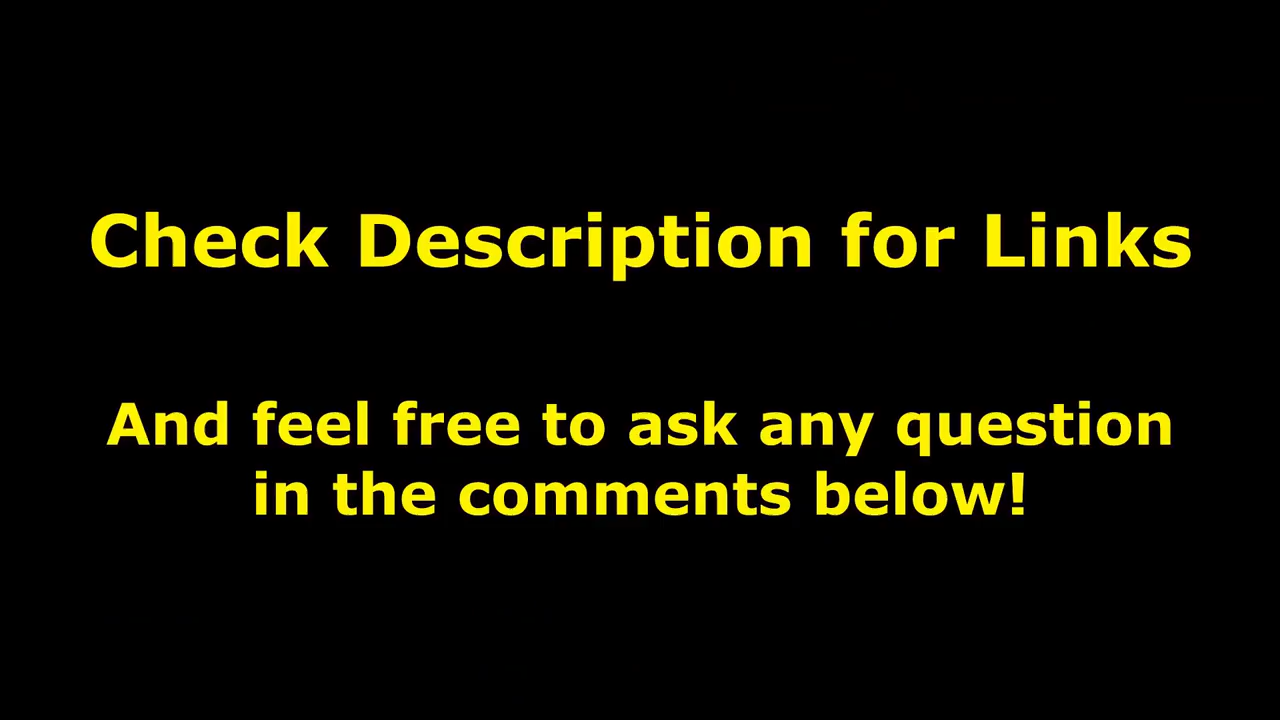 Check Description for Links
And feel free to ask any question
in the comments below!